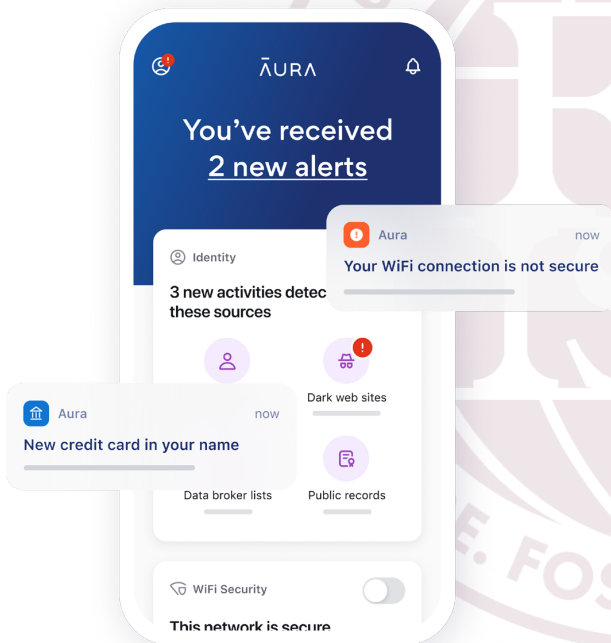 ĀURA
You've received
2 new alerts
Aura
now
Your WiFi connection is not secure
Identity
3 new activities detec
these sources
Dark web sites
Aura
now
New credit card in your name
Data broker lists
Public records
WiFi Security
This network is secure
E. FOS